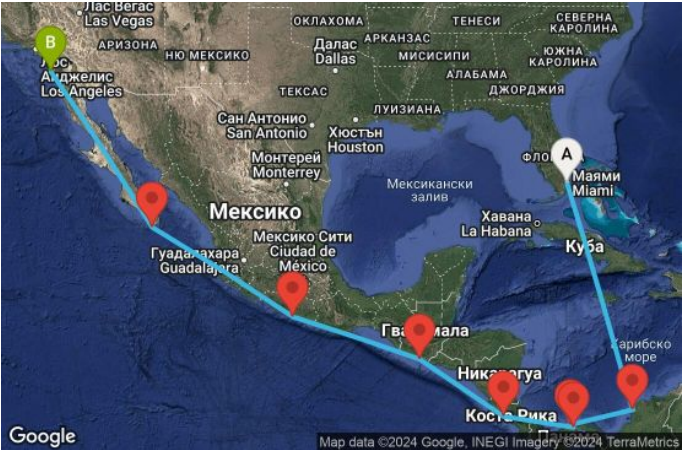 Лас Вегас
Las Vegas
B
Лос
Анджелис
Los Angeles
АРИЗОНА
НЮ МЕКСИКО
ОКЛАХОМА
Далас
Dallas
АРКАНЗАС
ТЕНЕСИ
СЕВЕРНА
КАРОЛИНА
МИСИСИПИ
ЮЖНА
КАРОЛИНА
АЛАБАМА
ДЖОРДЖИЯ
ТЕКСАС
ЛУИЗИАНА
Сан Антонио
San Antonio
Хюстън
Houston
Монтерей
Monterrey
A
Маями
Miami
Мексикански
залив
Мексико
Хавана
La Habana
Куба
Гуадалахара
Guadalajara
Мексико Сити
Ciudad de
México
Никарагуа
Коста Рика
море
Google
Map data ©2024 Google, INEGI Imagery ©2024 TerraMetrics